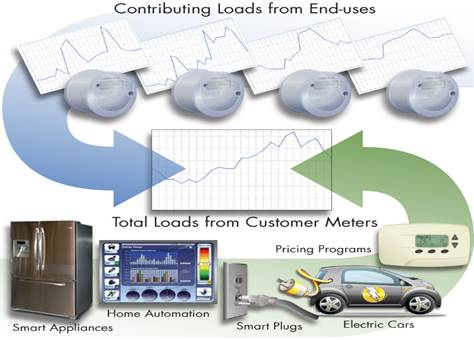 Contributing Loads from End-uses
Total Loads from Customer Meters
Pricing Programs
Home Automation
Smart Appliances
Smart Plugs
Electric Cars